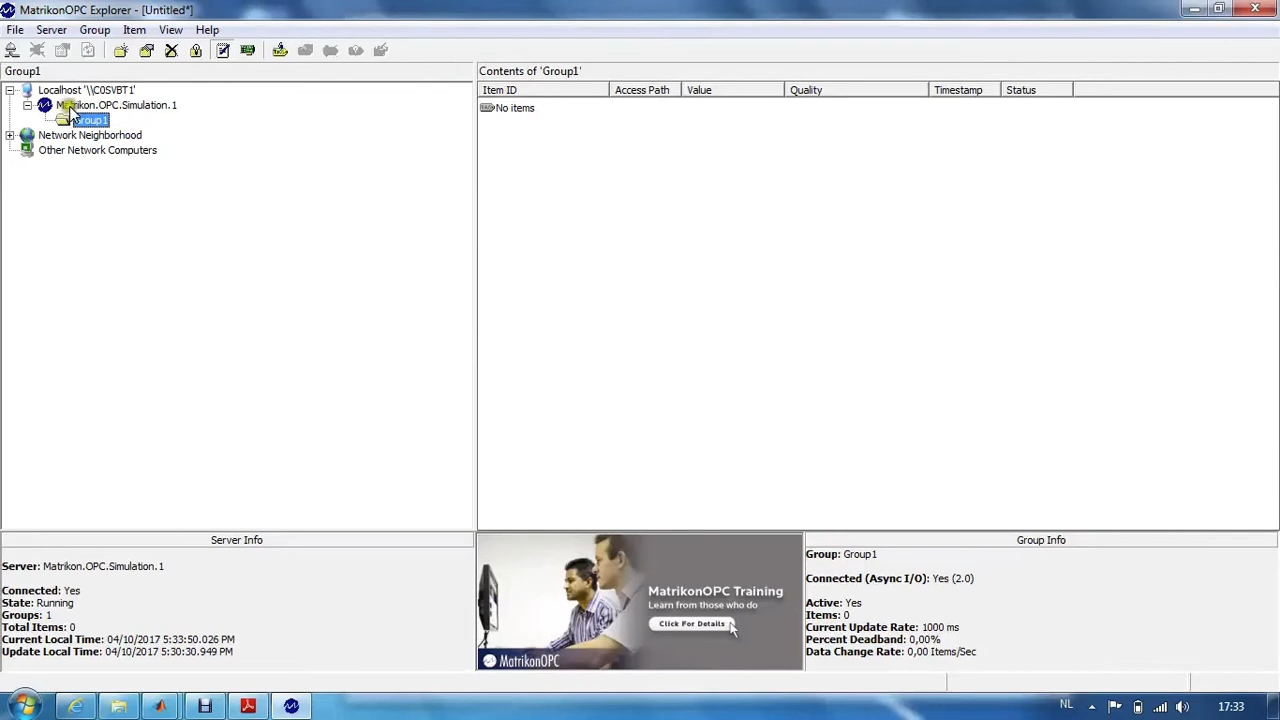 MatrikonOPC Explorer - [Untitled*]
File Server Group Item View Help
Group1
Contents of 'Group1'
Localhost '\\C0SVBT1'
Matrikon.OPC.Simulation.1
Group1
Network Neighborhood
Other Network Computers
Item ID Access Path Value Quality Timestamp Status
No items
Server Info
Server: Matrikon.OPC.Simulation.1
Connected: Yes
State: Running
Groups: 1
Total Items: 0
Current Local Time: 04/10/2017 5:33:50.026 PM
Update Local Time: 04/10/2017 5:30:30.949 PM
MatrikonOPC Training
Learn from those who do
Click For Details
MatrikonOPC
Group Info
Group: Group1
Connected (Async I/O): Yes (2.0)
Active: Yes
Items: 0
Current Update Rate: 1000 ms
Percent Deadband: 0,00%
Data Change Rate: 0,00 Items/Sec
NL 17:33